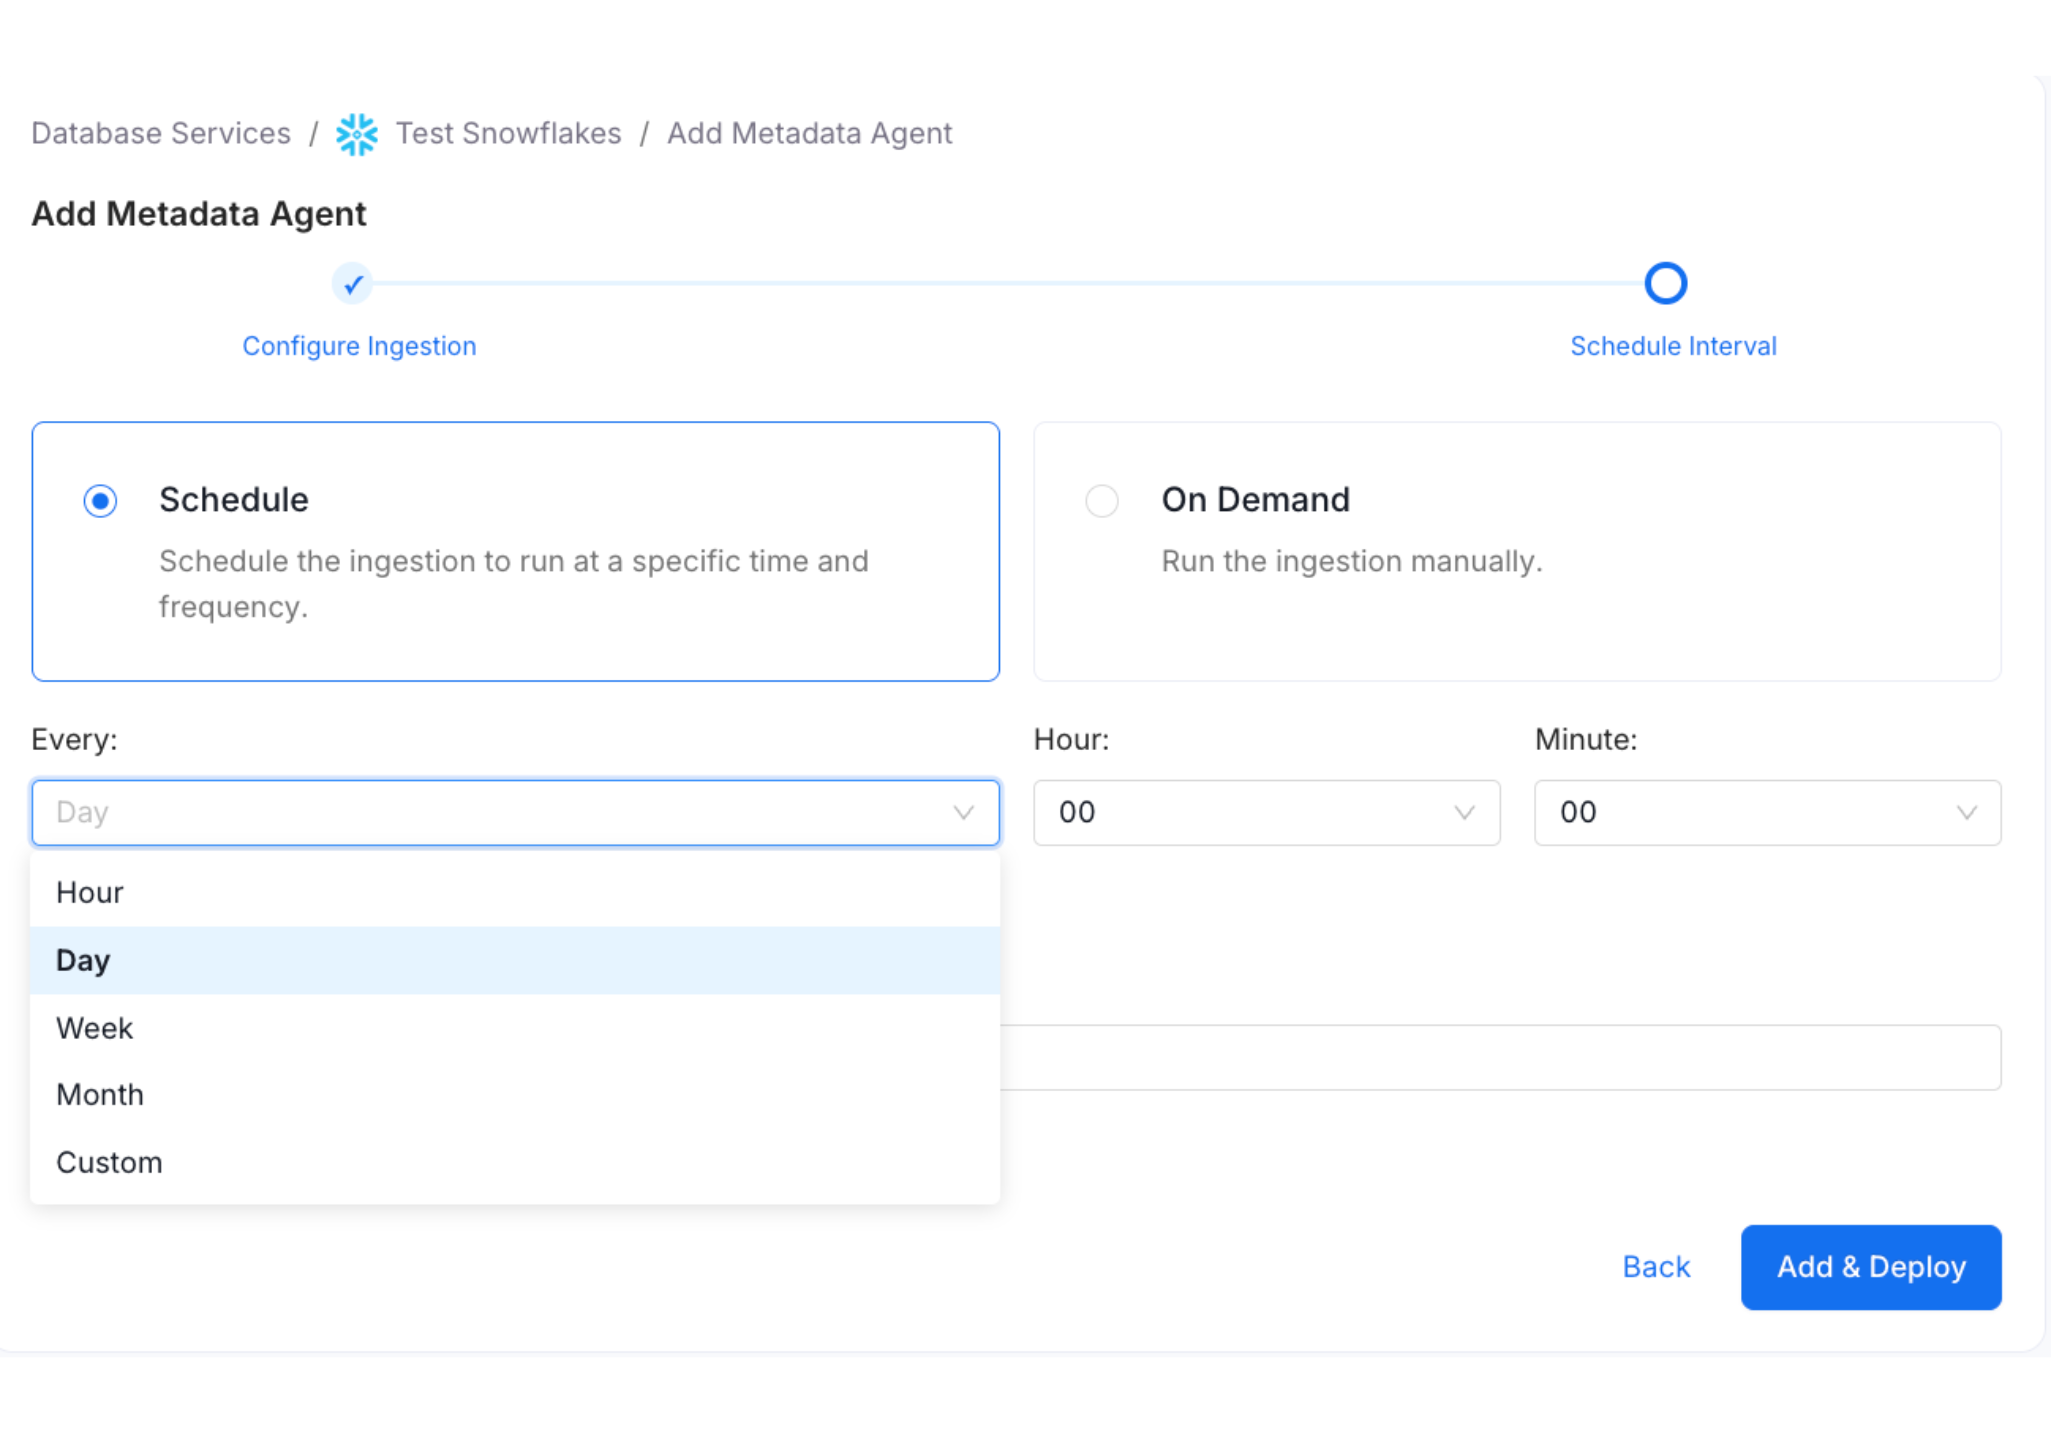 Database Services / Test Snowflakes / Add Metadata Agent
Add Metadata Agent
Configure Ingestion
Schedule Interval
Schedule
Schedule the ingestion to run at a specific time and
frequency.
On Demand
Run the ingestion manually.
Every:
Hour:
Minute:
Day
00
00
Hour
Day
Week
Month
Custom
Back
Add & Deploy